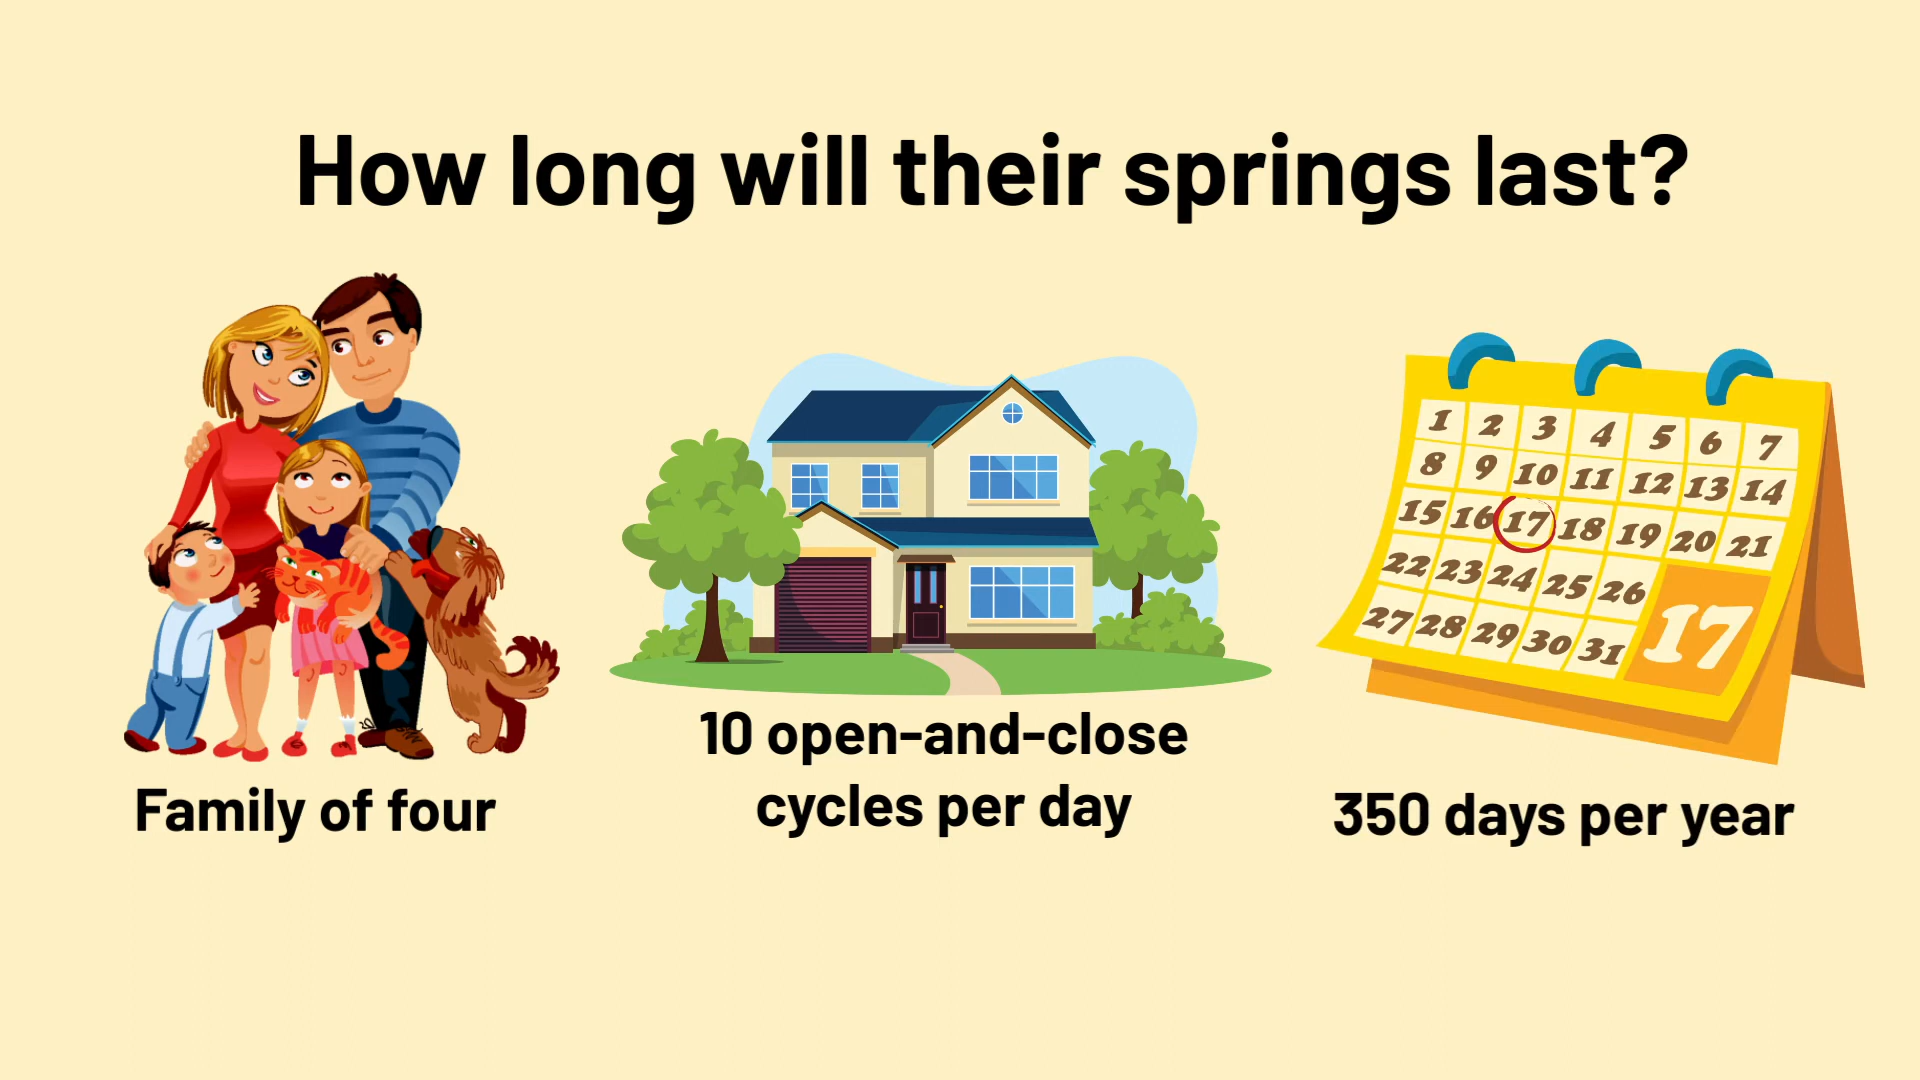 How long will their springs last?
1 2 3 4 5 6 7
8 9 10 11 12 13 14
15 16 17 18 19 20 21
22 23 24 25 26
27 28 29 30 31
17
Family of four
10 open-and-close
cycles per day
350 days per year